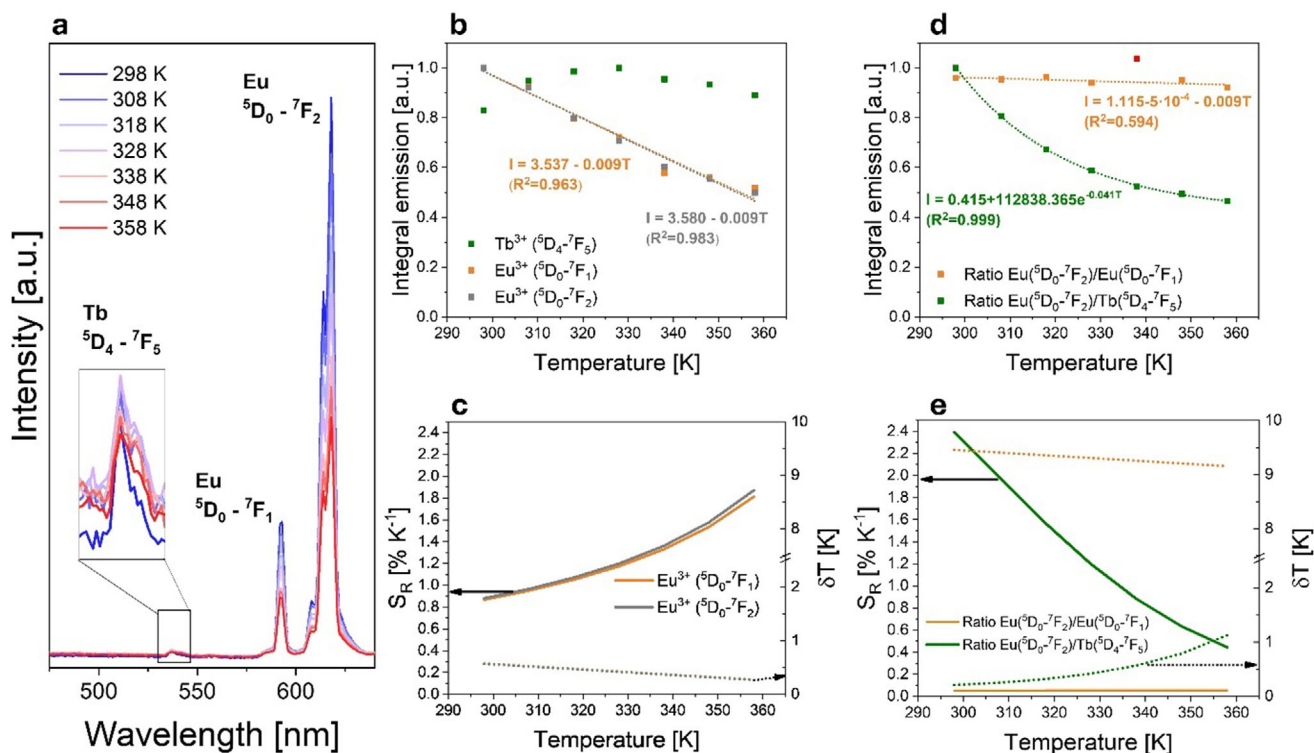 a
298 K
308 K
318 K
328 K
338 K
348 K
358 K
Eu
⁵D₀ - ⁷F₂
Tb
⁵D₄ - ⁷F₅
Eu
⁵D₀ - ⁷F₁
Intensity [a.u.]
500 550 600
Wavelength [nm]
b
Integral emission [a.u.]
1.0
0.8
0.6
0.4
0.2
0.0
I = 3.537 - 0.009T
(R²=0.963)
I = 3.580 - 0.009T
(R²=0.983)
Tb³⁺ (⁵D₄-⁷F₅)
Eu³⁺ (⁵D₀-⁷F₁)
Eu³⁺ (⁵D₀-⁷F₂)
290 300 310 320 330 340 350 360
Temperature [K]
d
Integral emission [a.u.]
1.0
0.8
0.6
0.4
0.2
0.0
I = 1.115-5·10⁻⁴ - 0.009T
(R²=0.594)
I = 0.415+112838.365e⁻⁰·⁰⁴¹ᵀ
(R²=0.999)
Ratio Eu(⁵D₀-⁷F₂)/Eu(⁵D₀-⁷F₁)
Ratio Eu(⁵D₀-⁷F₂)/Tb(⁵D₄-⁷F₅)
290 300 310 320 330 340 350 360
Temperature [K]
c
S_R [% K⁻¹]
2.4
2.2
2.0
1.8
1.6
1.4
1.2
1.0
0.8
0.6
0.4
0.2
0.0
Eu³⁺ (⁵D₀-⁷F₁)
Eu³⁺ (⁵D₀-⁷F₂)
10
9
8
2
1
0
δT [K]
290 300 310 320 330 340 350 360
Temperature [K]
e
S_R [% K⁻¹]
2.4
2.2
2.0
1.8
1.6
1.4
1.2
1.0
0.8
0.6
0.4
0.2
0.0
Ratio Eu(⁵D₀-⁷F₂)/Eu(⁵D₀-⁷F₁)
Ratio Eu(⁵D₀-⁷F₂)/Tb(⁵D₄-⁷F₅)
10
9
8
2
1
0
δT [K]
290 300 310 320 330 340 350 360
Temperature [K]